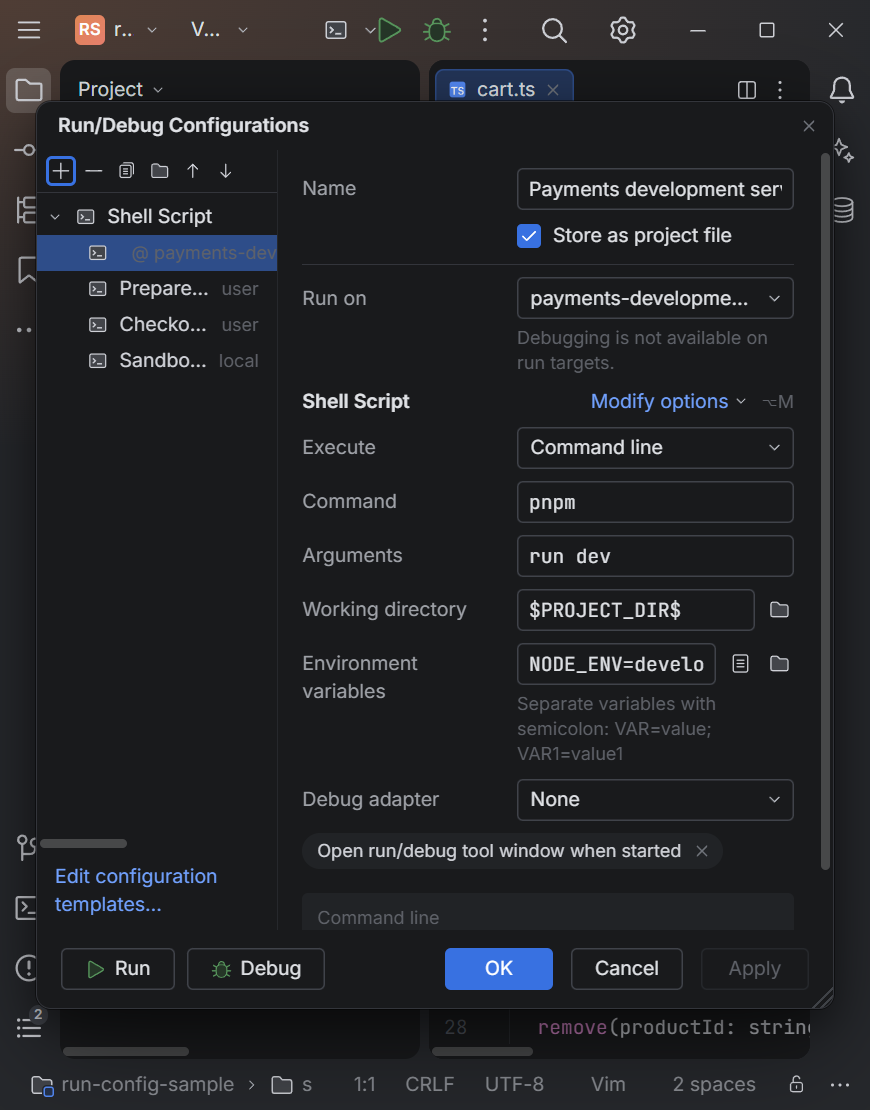 RS r.. V...
Project
TS cart.ts
Run/Debug Configurations
Name
Payments development ser
Store as project file
Shell Script
@ payments-dev
Prepare... user
Checko... user
Sandbo... local
Run on
payments-developme...
Debugging is not available on
run targets.
Shell Script
Modify options ⌥M
Execute
Command line
Command
pnpm
Arguments
run dev
Working directory
$PROJECT_DIR$
Environment
variables
NODE_ENV=develo
Separate variables with
semicolon: VAR=value;
VAR1=value1
Debug adapter
None
Open run/debug tool window when started
Command line
Edit configuration
templates...
Run
Debug
OK
Cancel
Apply
2
28 remove(productId: string
run-config-sample › s 1:1 CRLF UTF-8 Vim 2 spaces